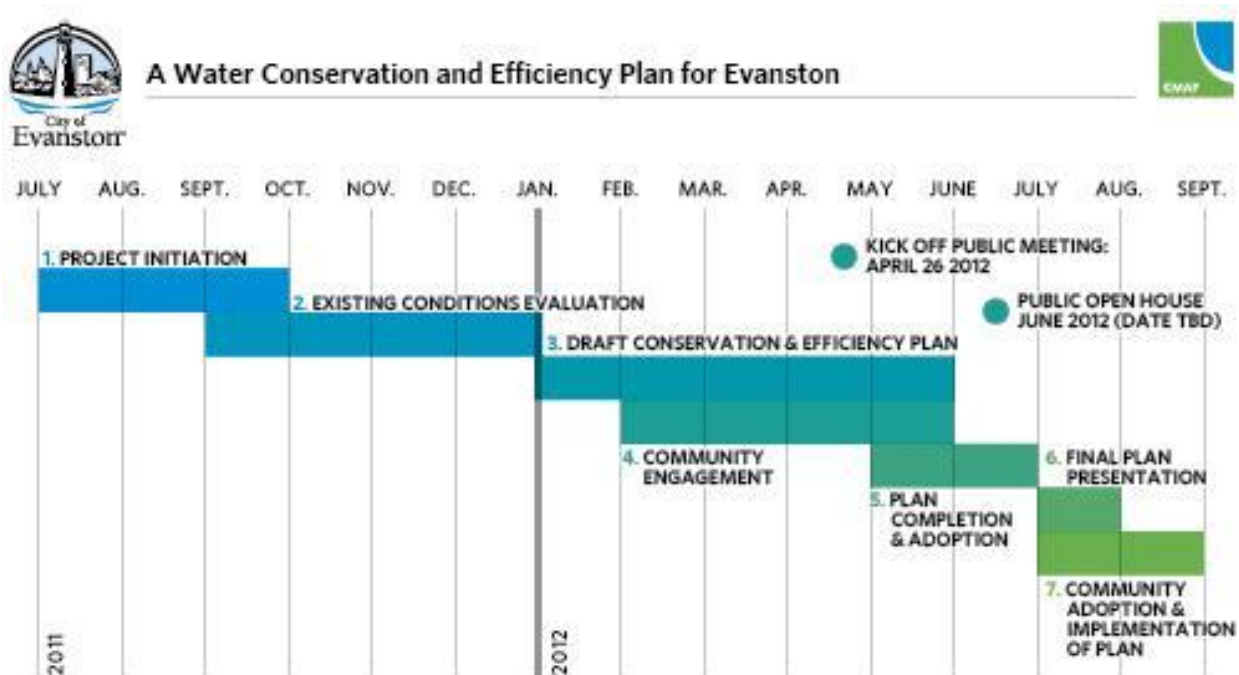 A Water Conservation and Efficiency Plan for Evanston
CMAP
City of
Evanston
JULY AUG. SEPT. OCT. NOV. DEC. JAN. FEB. MAR. APR. MAY JUNE JULY AUG. SEPT.
KICK OFF PUBLIC MEETING:
APRIL 26 2012
1. PROJECT INITIATION
2. EXISTING CONDITIONS EVALUATION
PUBLIC OPEN HOUSE
JUNE 2012 (DATE TBD)
3. DRAFT CONSERVATION & EFFICIENCY PLAN
4. COMMUNITY
ENGAGEMENT
6. FINAL PLAN
PRESENTATION
5. PLAN
COMPLETION
& ADOPTION
7. COMMUNITY
ADOPTION &
IMPLEMENTATION
OF PLAN
2011
2012